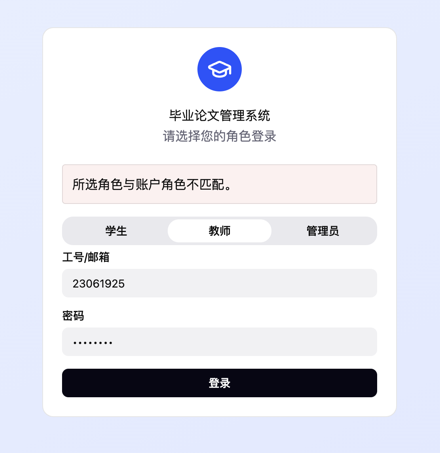 毕业论文管理系统
请选择您的角色登录
所选角色与账户角色不匹配。
学生 教师 管理员
工号/邮箱
23061925
密码
••••••••
登录